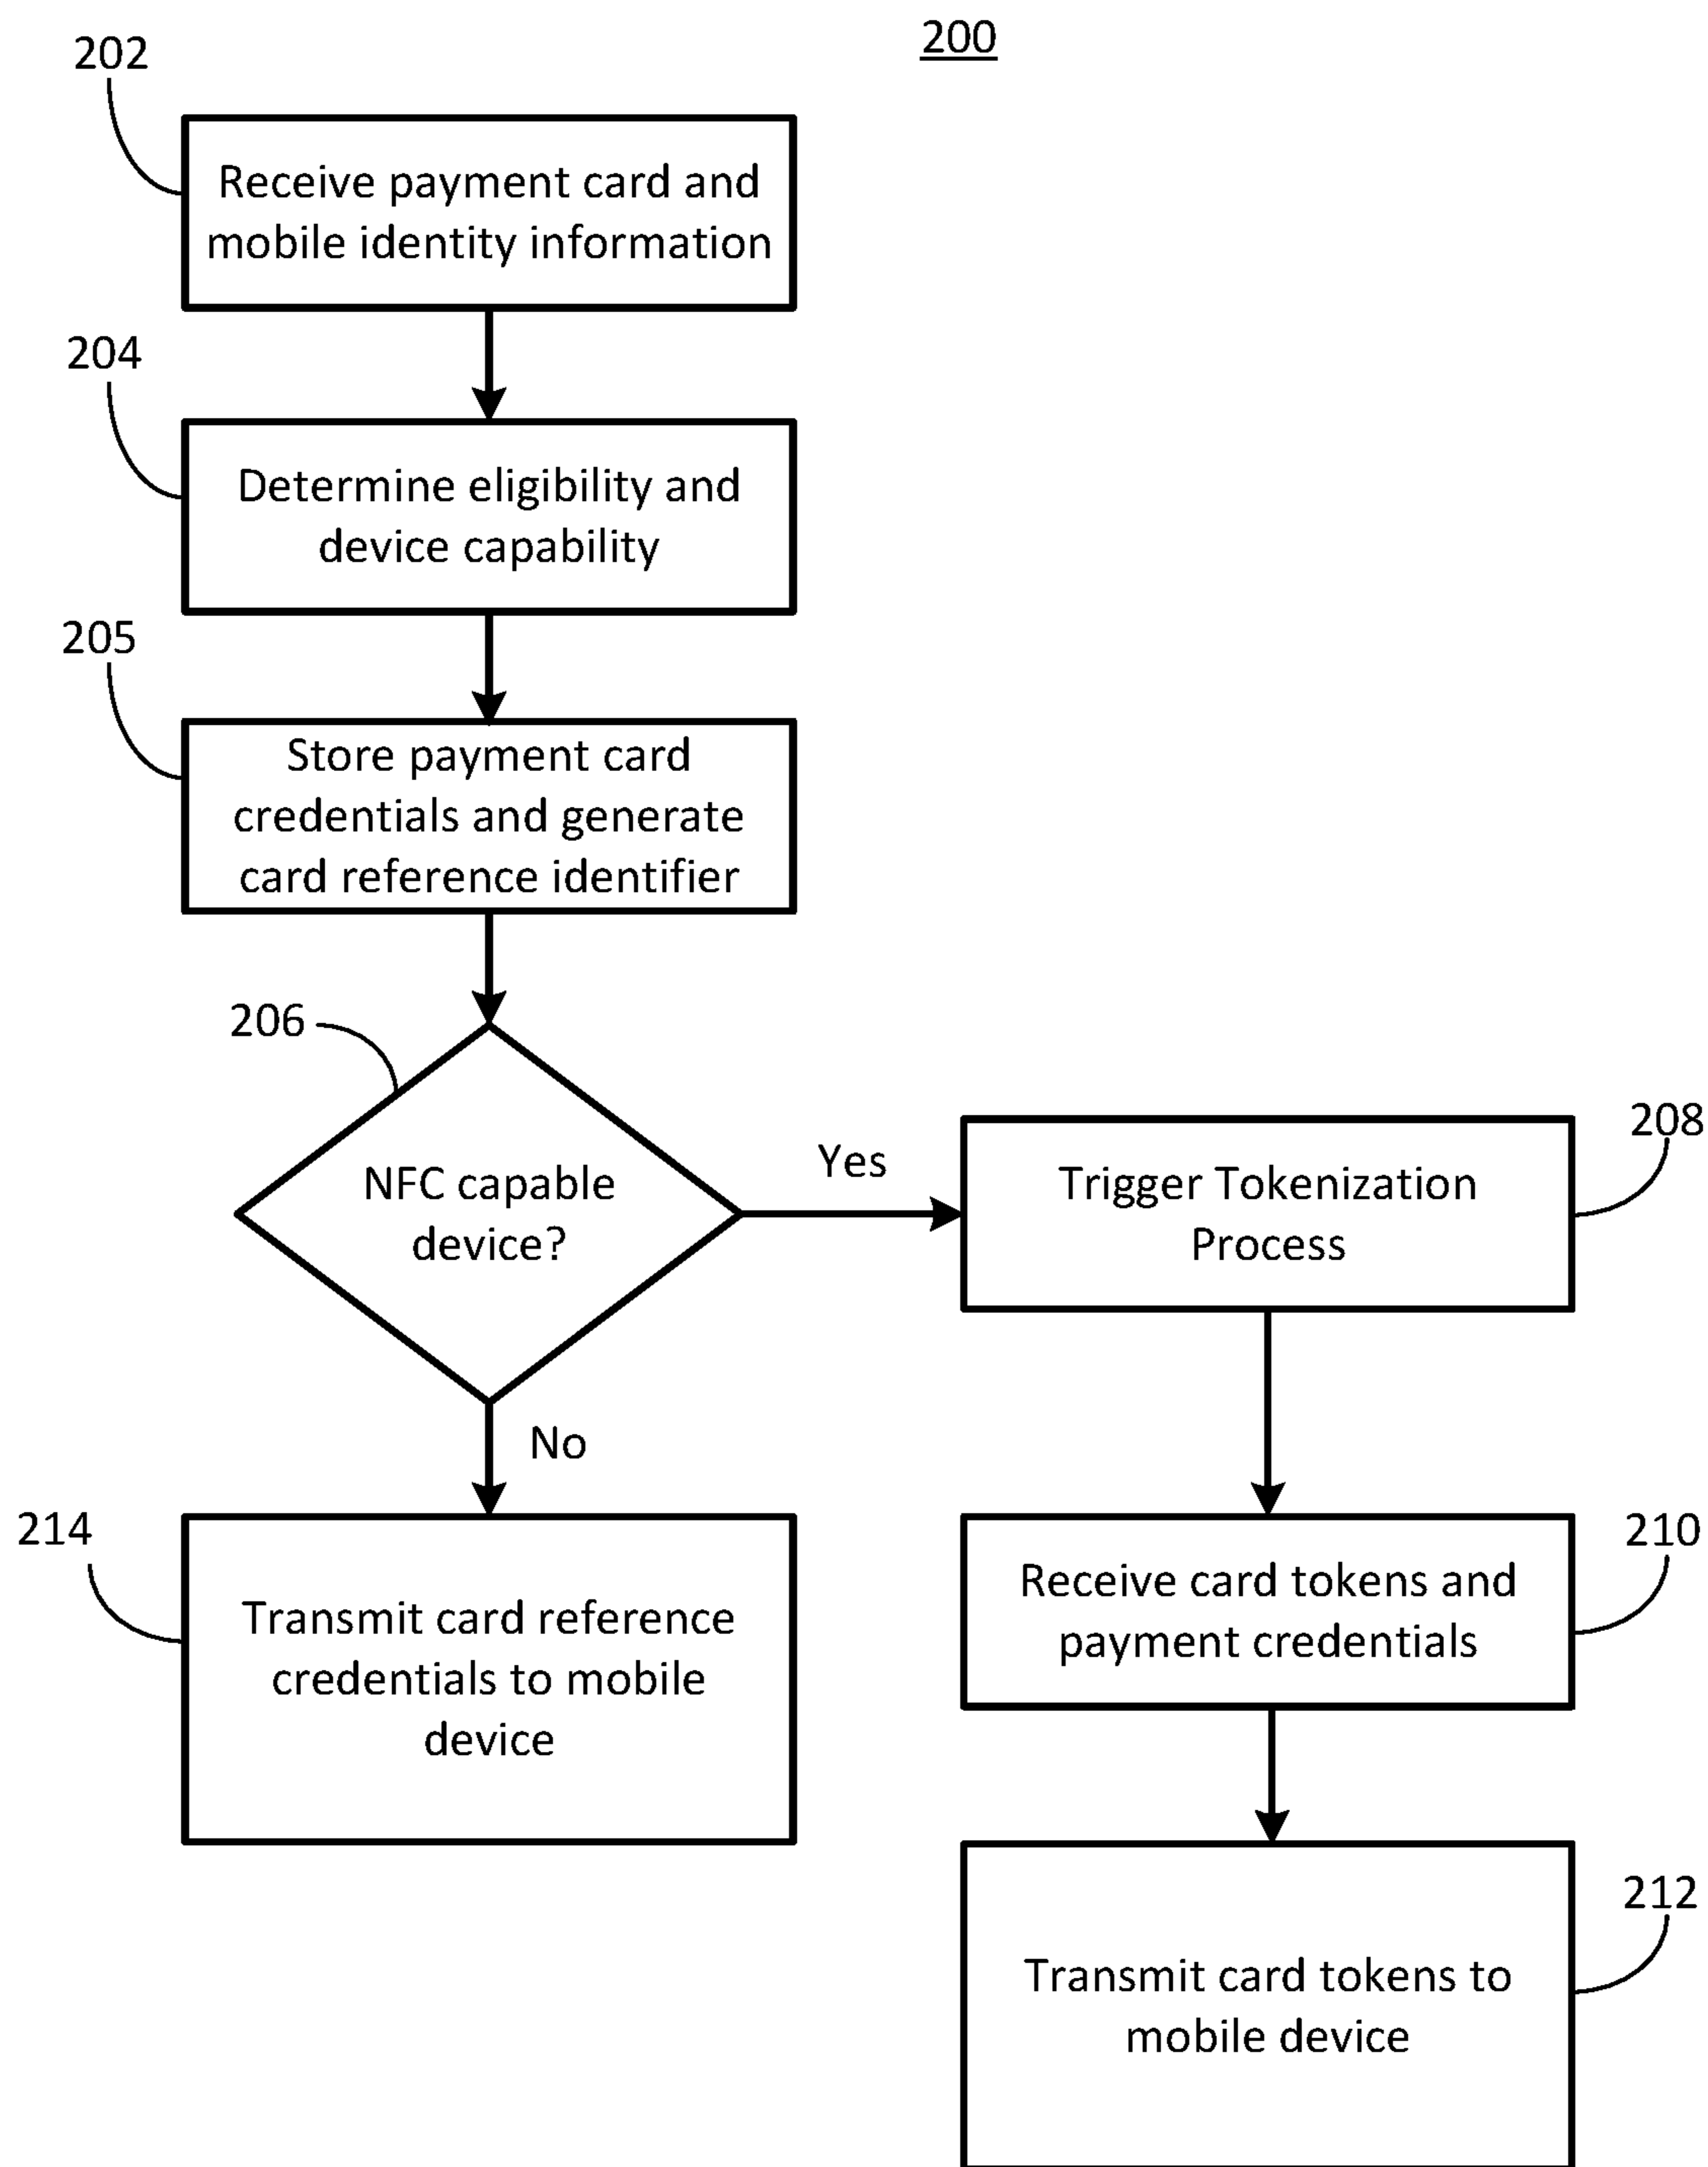 200
202
Receive payment card and
mobile identity information
204
Determine eligibility and
device capability
205
Store payment card
credentials and generate
card reference identifier
206
NFC capable
device?
Yes
208
Trigger Tokenization
Process
No
214
Transmit card reference
credentials to mobile
device
210
Receive card tokens and
payment credentials
212
Transmit card tokens to
mobile device